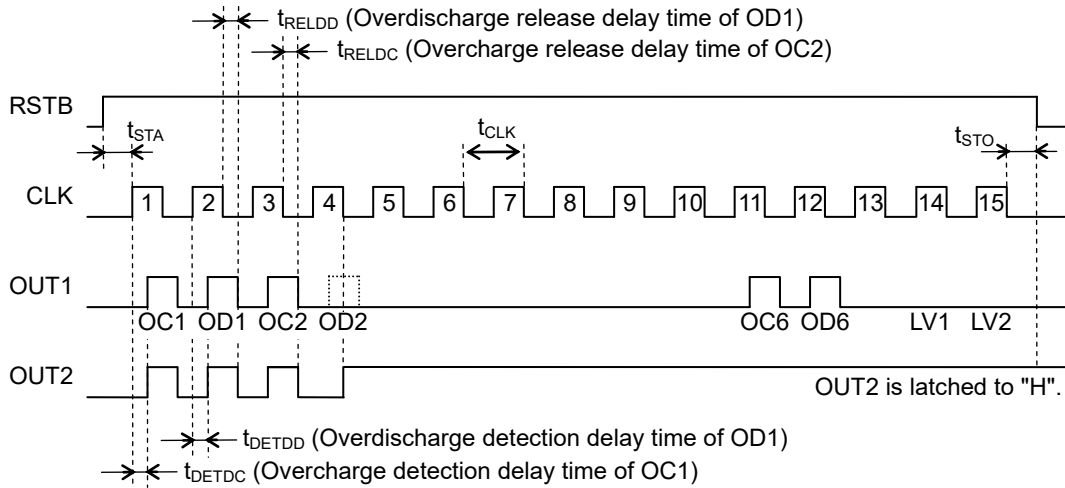 tRELDD (Overdischarge release delay time of OD1)
tRELDC (Overcharge release delay time of OC2)
RSTB
tSTA
tCLK
tSTO
CLK
1 2 3 4 5 6 7 8 9 10 11 12 13 14 15
OUT1
OC1 OD1 OC2 OD2 OC6 OD6 LV1 LV2
OUT2
OUT2 is latched to "H".
tDETDD (Overdischarge detection delay time of OD1)
tDETDC (Overcharge detection delay time of OC1)